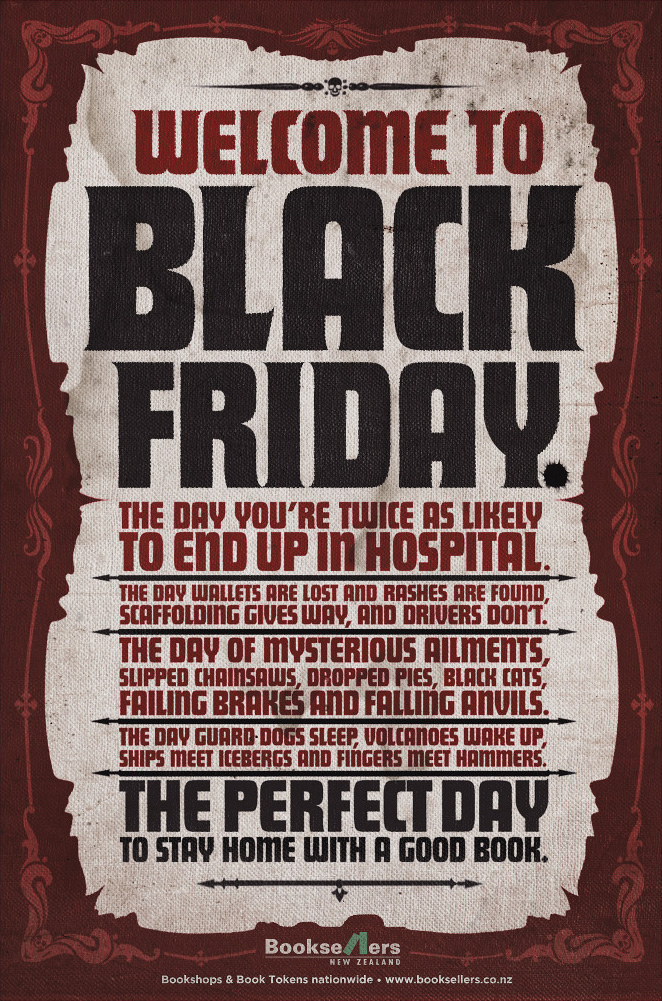 WELCOME TO
BLACK
FRIDAY.
THE DAY YOU'RE TWICE AS LIKELY
TO END UP IN HOSPITAL.
THE DAY WALLETS ARE LOST AND RASHES ARE FOUND,
SCAFFOLDING GIVES WAY, AND DRIVERS DON'T.
THE DAY OF MYSTERIOUS AILMENTS,
SLIPPED CHAINSAWS, DROPPED PIES, BLACK CATS,
FAILING BRAKES AND FALLING ANVILS.
THE DAY GUARD-DOGS SLEEP, VOLCANOES WAKE UP,
SHIPS MEET ICEBERGS AND FINGERS MEET HAMMERS.
THE PERFECT DAY
TO STAY HOME WITH A GOOD BOOK.
Booksellers
NEW ZEALAND
Bookshops & Book Tokens nationwide • www.booksellers.co.nz